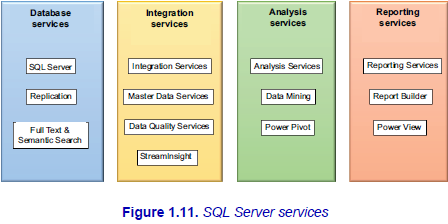 Database
services
SQL Server
Replication
Full Text &
Semantic Search
Integration
services
Integration Services
Master Data Services
Data Quality Services
StreamInsight
Analysis
services
Analysis Services
Data Mining
Power Pivot
Reporting
services
Reporting Services
Report Builder
Power View
Figure 1.11. SQL Server services